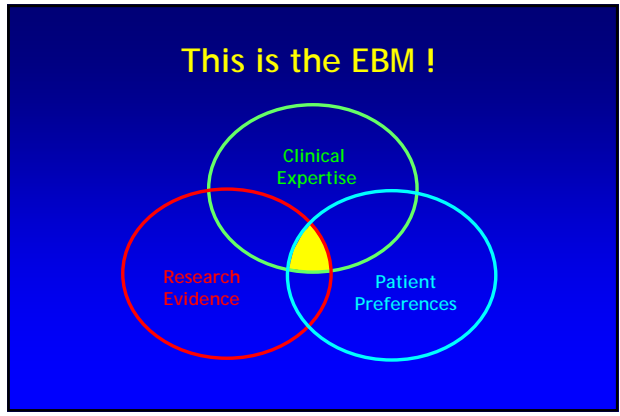 This is the EBM !
Clinical
Expertise
Research
Evidence
Patient
Preferences